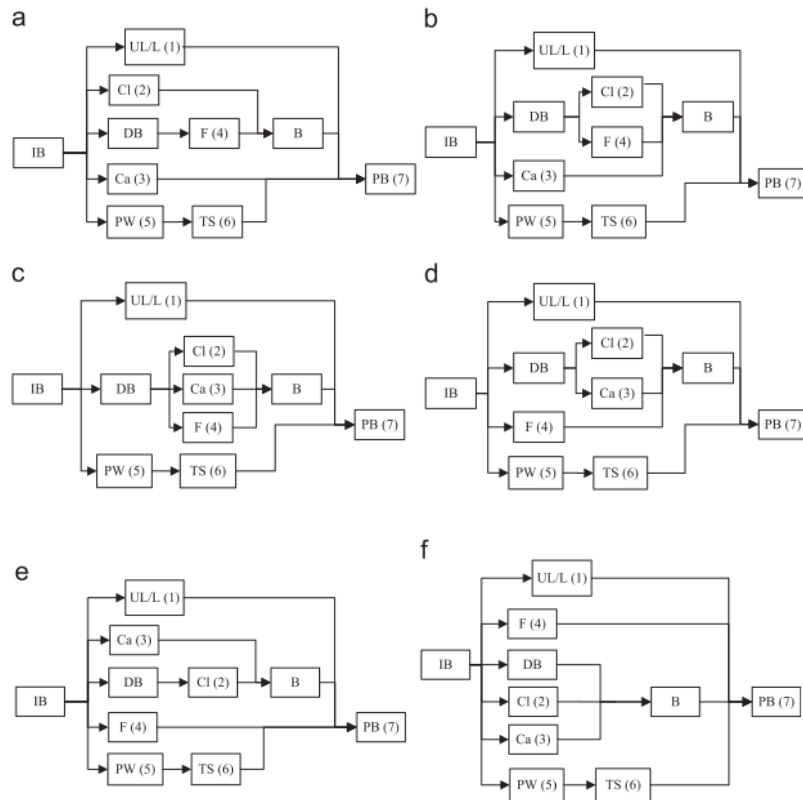 a
UL/L (1)
Cl (2)
DB
F (4)
B
IB
Ca (3)
PB (7)
PW (5)
TS (6)
b
UL/L (1)
Cl (2)
DB
B
IB
F (4)
Ca (3)
PB (7)
PW (5)
TS (6)
c
UL/L (1)
Cl (2)
IB
DB
Ca (3)
B
F (4)
PB (7)
PW (5)
TS (6)
d
UL/L (1)
Cl (2)
DB
B
IB
Ca (3)
F (4)
PB (7)
PW (5)
TS (6)
e
UL/L (1)
Ca (3)
DB
Cl (2)
B
IB
F (4)
PB (7)
PW (5)
TS (6)
f
UL/L (1)
F (4)
IB
DB
Cl (2)
B
PB (7)
Ca (3)
PW (5)
TS (6)